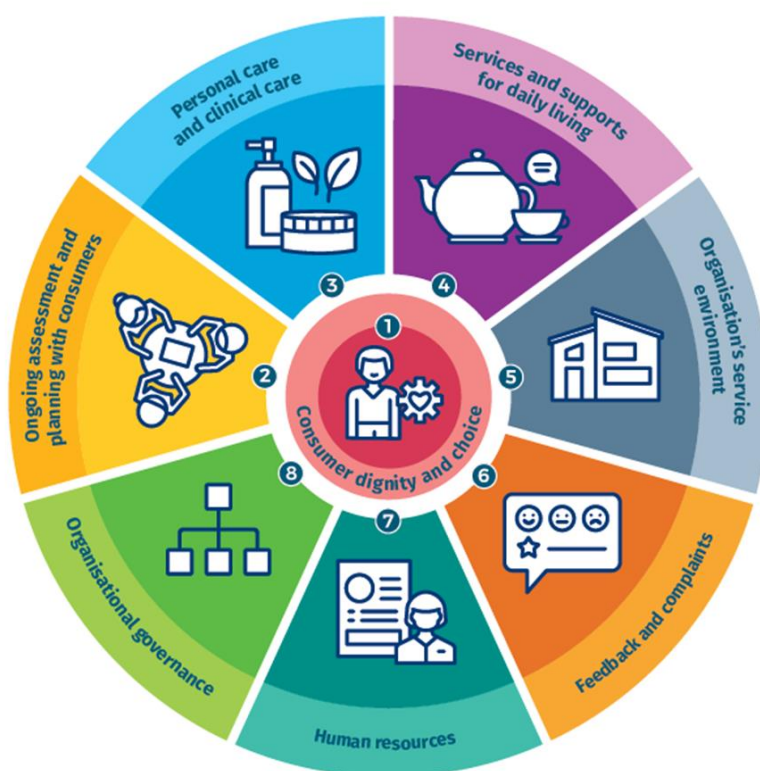 1
Consumer dignity and choice
2
Ongoing assessment and
planning with consumers
3
Personal care
and clinical care
4
Services and supports
for daily living
5
Organisation's service
environment
6
Feedback and complaints
7
Human resources
8
Organisational governance